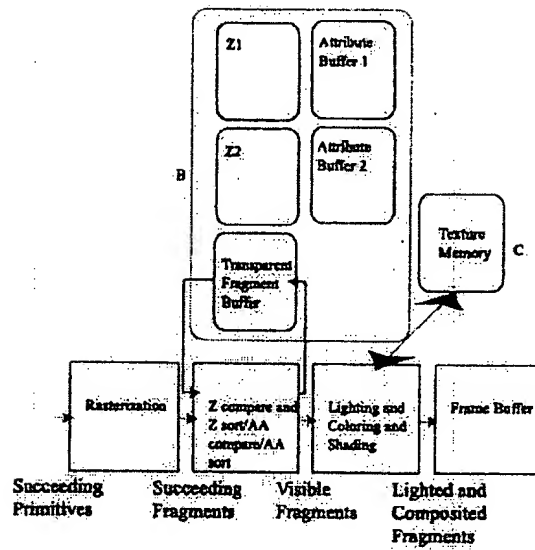 Z1
Attribute
Buffer 1
Z2
Attribute
Buffer 2
B
Texture
Memory
C
Transparent
Fragment
Buffer
Rasterization
Z compare and
Z sort/AA
compare/AA
sort
Lighting and
Coloring and
Shading
Frame Buffer
Succeeding
Primitives
Succeeding
Fragments
Visible
Fragments
Lighted and
Composited
Fragments